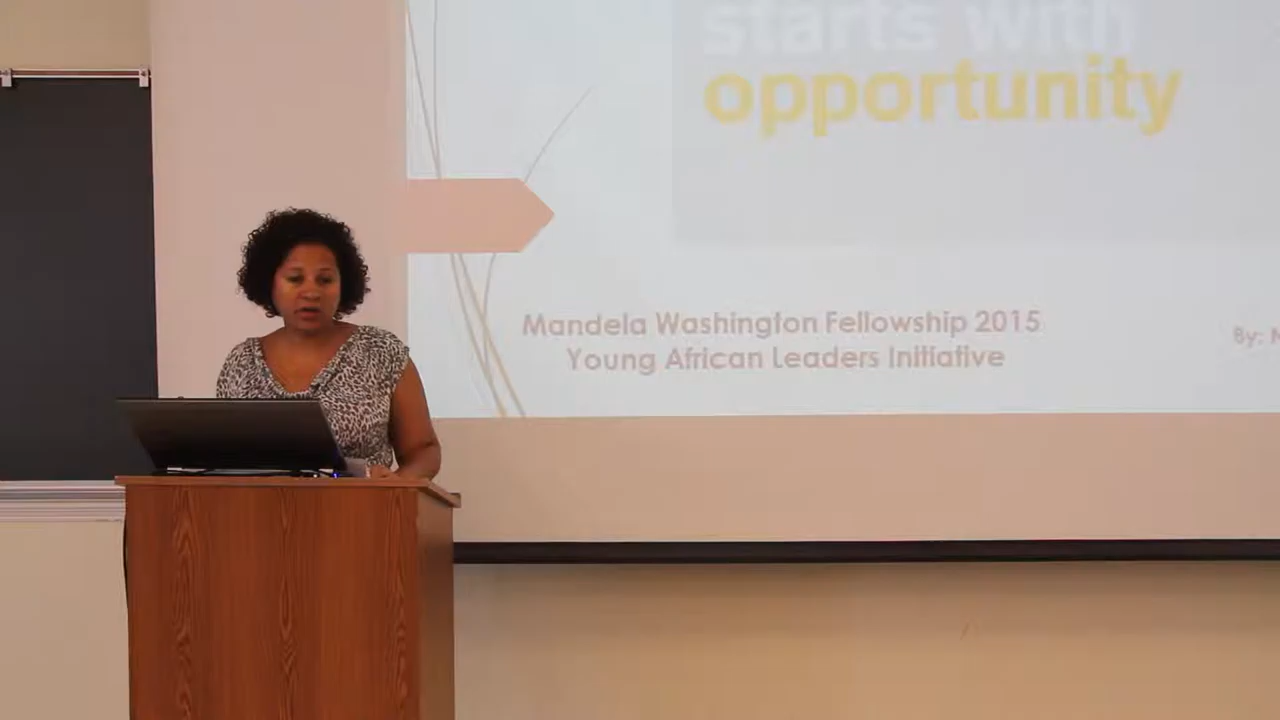 starts with
opportunity
Mandela Washington Fellowship 2015
Young African Leaders Initiative
By: